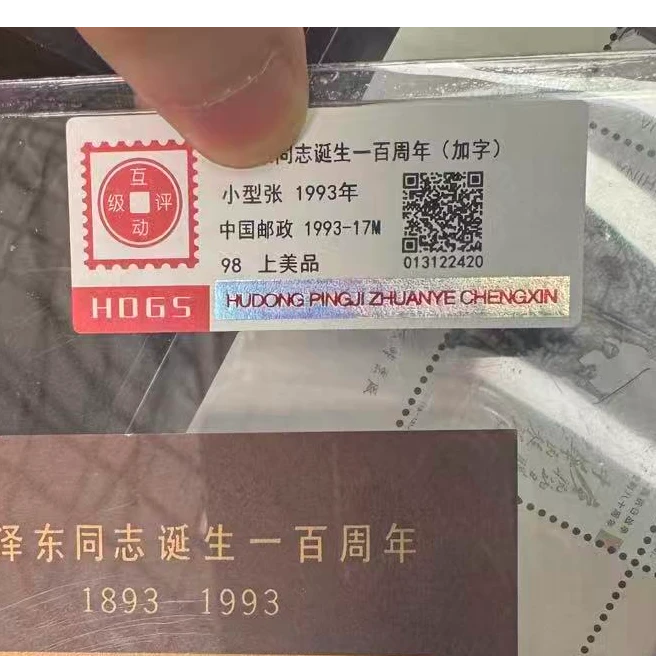 同志诞生一百周年（加字）
小型张 1993年
中国邮政 1993-17M
98 上美品
互
级 评
动
013122420
HDGS
HUDONG PINGJI ZHUANYE CHENGXIN
泽东同志诞生一百周年
1893—1993